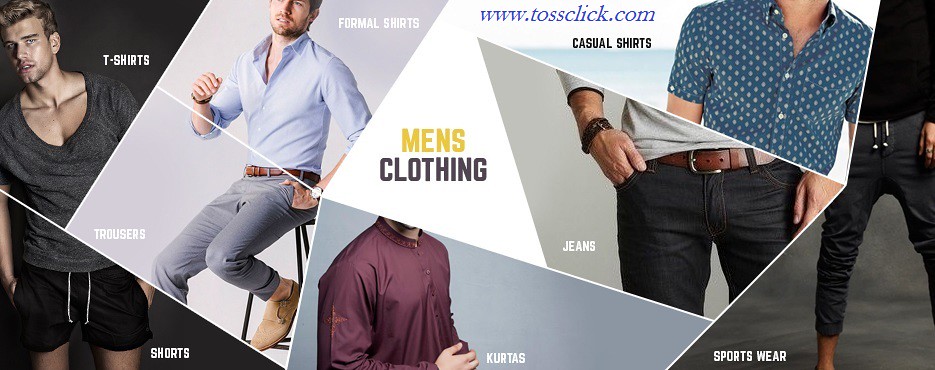 www.tossclick.com
FORMAL SHIRTS
CASUAL SHIRTS
T-SHIRTS
MENS
CLOTHING
TROUSERS
JEANS
SHORTS
KURTAS
SPORTS WEAR